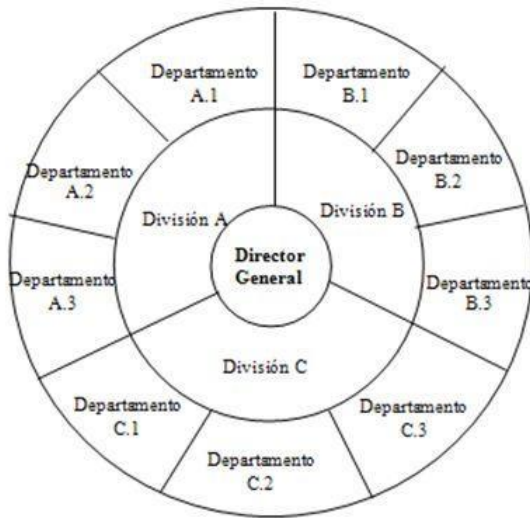 Departamento
A.1
Departamento
B.1
Departamento
A.2
Departamento
B.2
División A
División B
Director
General
Departamento
A.3
Departamento
B.3
División C
Departamento
C.1
Departamento
C.3
Departamento
C.2